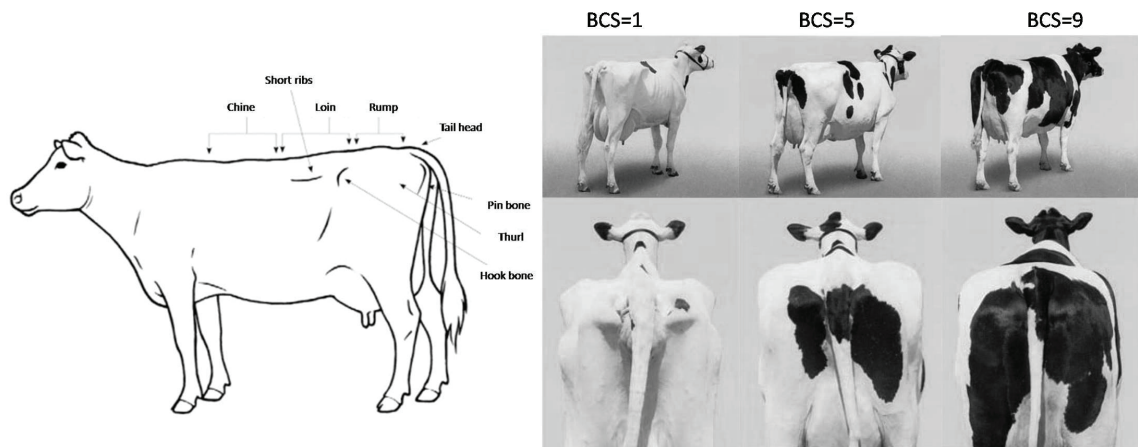 Short ribs
Chine
Loin
Rump
Tail head
Pin bone
Thurl
Hook bone
BCS=1
BCS=5
BCS=9